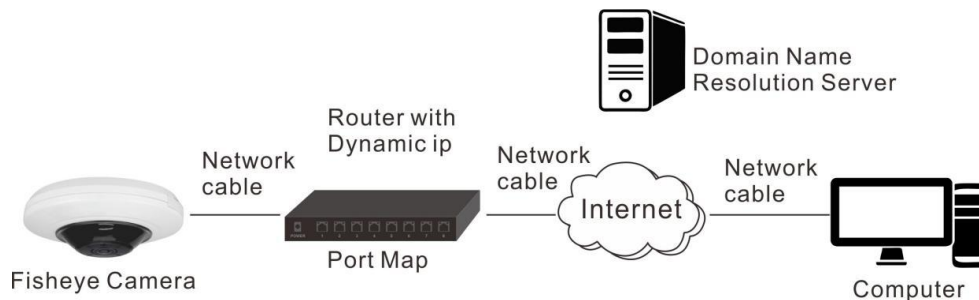 Domain Name
Resolution Server
Router with
Dynamic ip
Network
cable
Network
cable
Network
cable
Internet
Port Map
Fisheye Camera
Computer